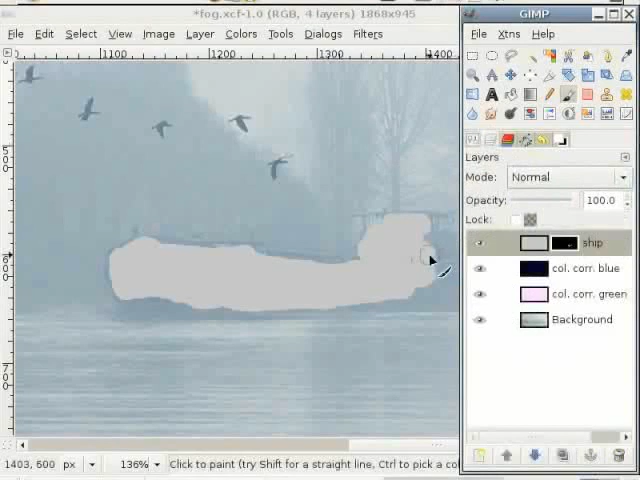 *fog.xcf-1.0 (RGB, 4 layers) 1868x945
GIMP
File Edit Select View Image Layer Colors Tools Dialogs Filters
File Xtns Help
1100 1200 1300 1400
500
600
700
Layers
Mode: Normal
Opacity: 100.0
Lock:
ship
col. corr. blue
col. corr. green
Background
1403, 600 px 136% Click to paint (try Shift for a straight line, Ctrl to pick a co